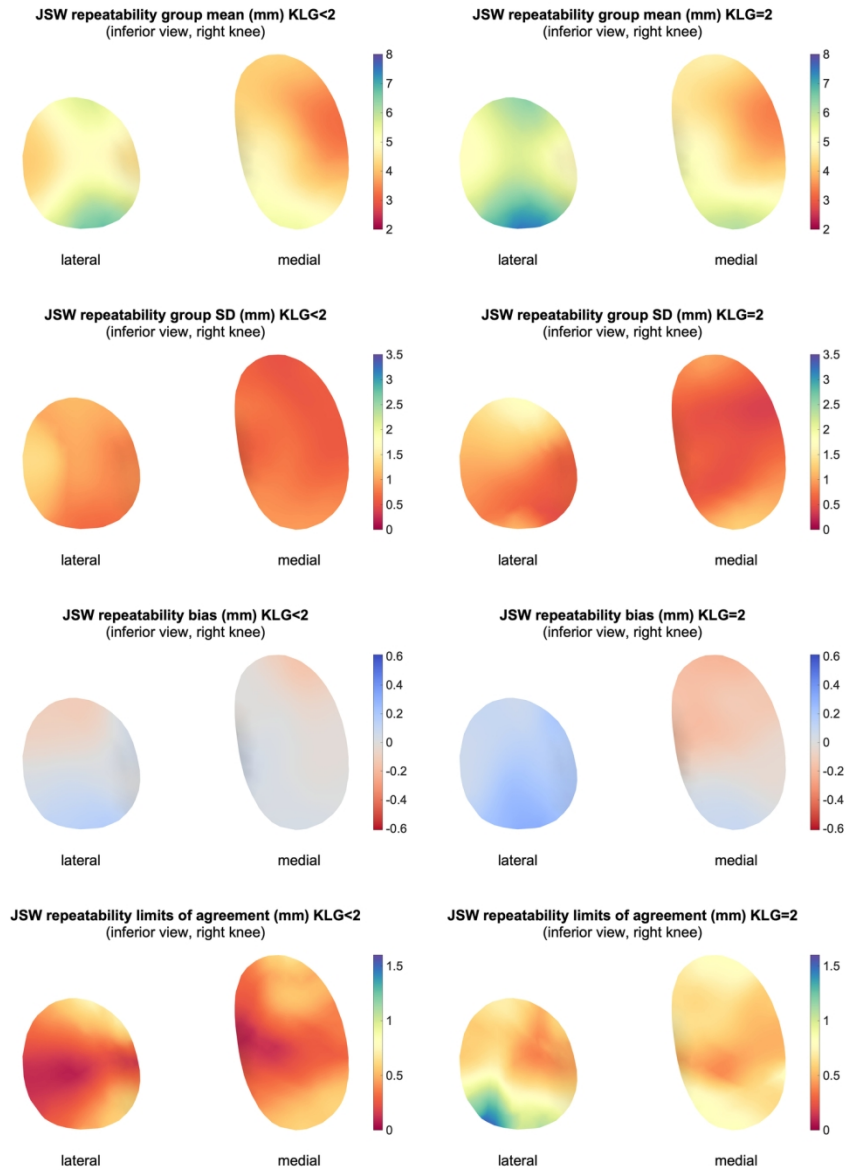 JSW repeatability group mean (mm) KLG<2
(inferior view, right knee)
8
7
6
5
4
3
2
lateral
medial
JSW repeatability group mean (mm) KLG=2
(inferior view, right knee)
8
7
6
5
4
3
2
lateral
medial
JSW repeatability group SD (mm) KLG<2
(inferior view, right knee)
3.5
3
2.5
2
1.5
1
0.5
0
lateral
medial
JSW repeatability group SD (mm) KLG=2
(inferior view, right knee)
3.5
3
2.5
2
1.5
1
0.5
0
lateral
medial
JSW repeatability bias (mm) KLG<2
(inferior view, right knee)
0.6
0.4
0.2
0
-0.2
-0.4
-0.6
lateral
medial
JSW repeatability bias (mm) KLG=2
(inferior view, right knee)
0.6
0.4
0.2
0
-0.2
-0.4
-0.6
lateral
medial
JSW repeatability limits of agreement (mm) KLG<2
(inferior view, right knee)
1.5
1
0.5
0
lateral
medial
JSW repeatability limits of agreement (mm) KLG=2
(inferior view, right knee)
1.5
1
0.5
0
lateral
medial